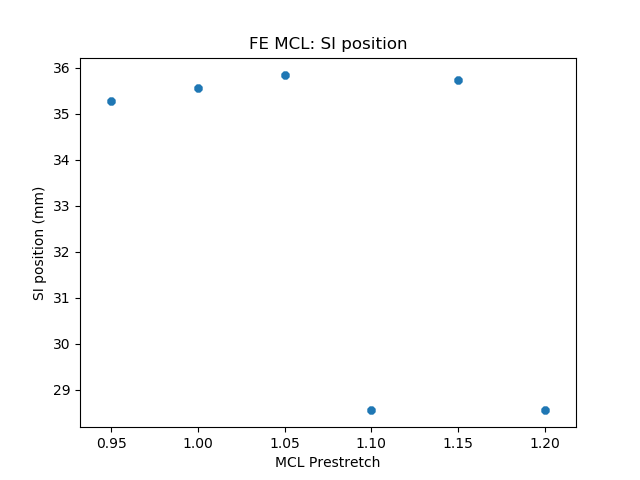 FE MCL: SI position
36
35
34
33
32
31
30
29
SI position (mm)
0.95 1.00 1.05 1.10 1.15 1.20
MCL Prestretch